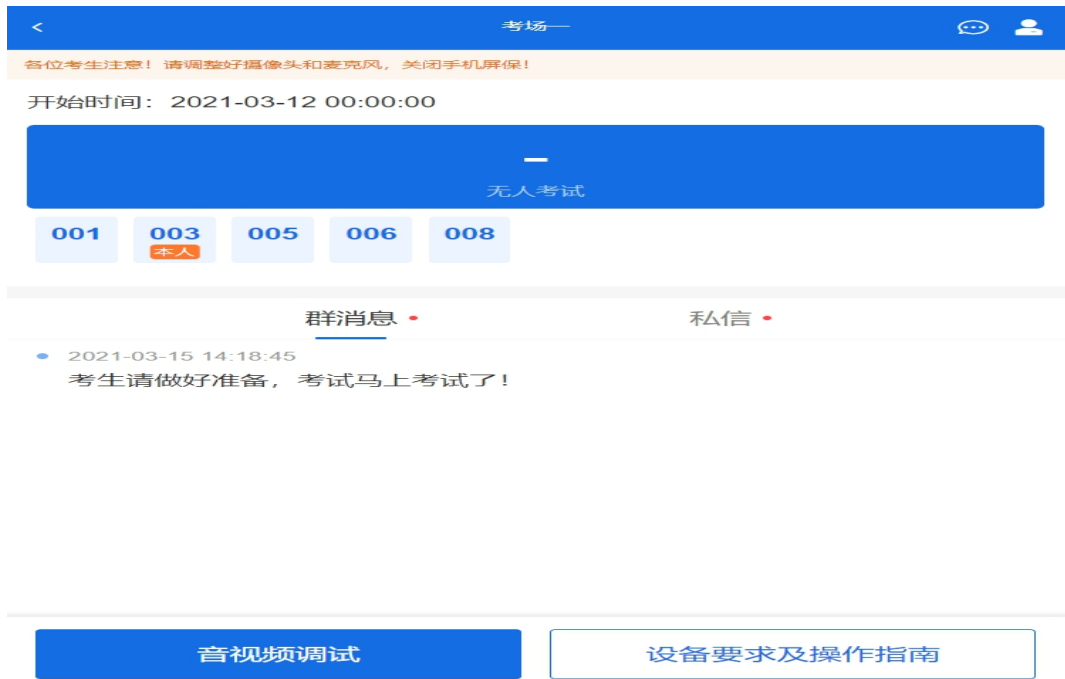 考场一
各位考生注意！请调整好摄像头和麦克风，关闭手机屏保！
开始时间：2021-03-12 00:00:00
–
无人考试
001 003 005 006 008
本人
群消息 私信
2021-03-15 14:18:45
考生请做好准备，考试马上考试了！
音视频调试 设备要求及操作指南